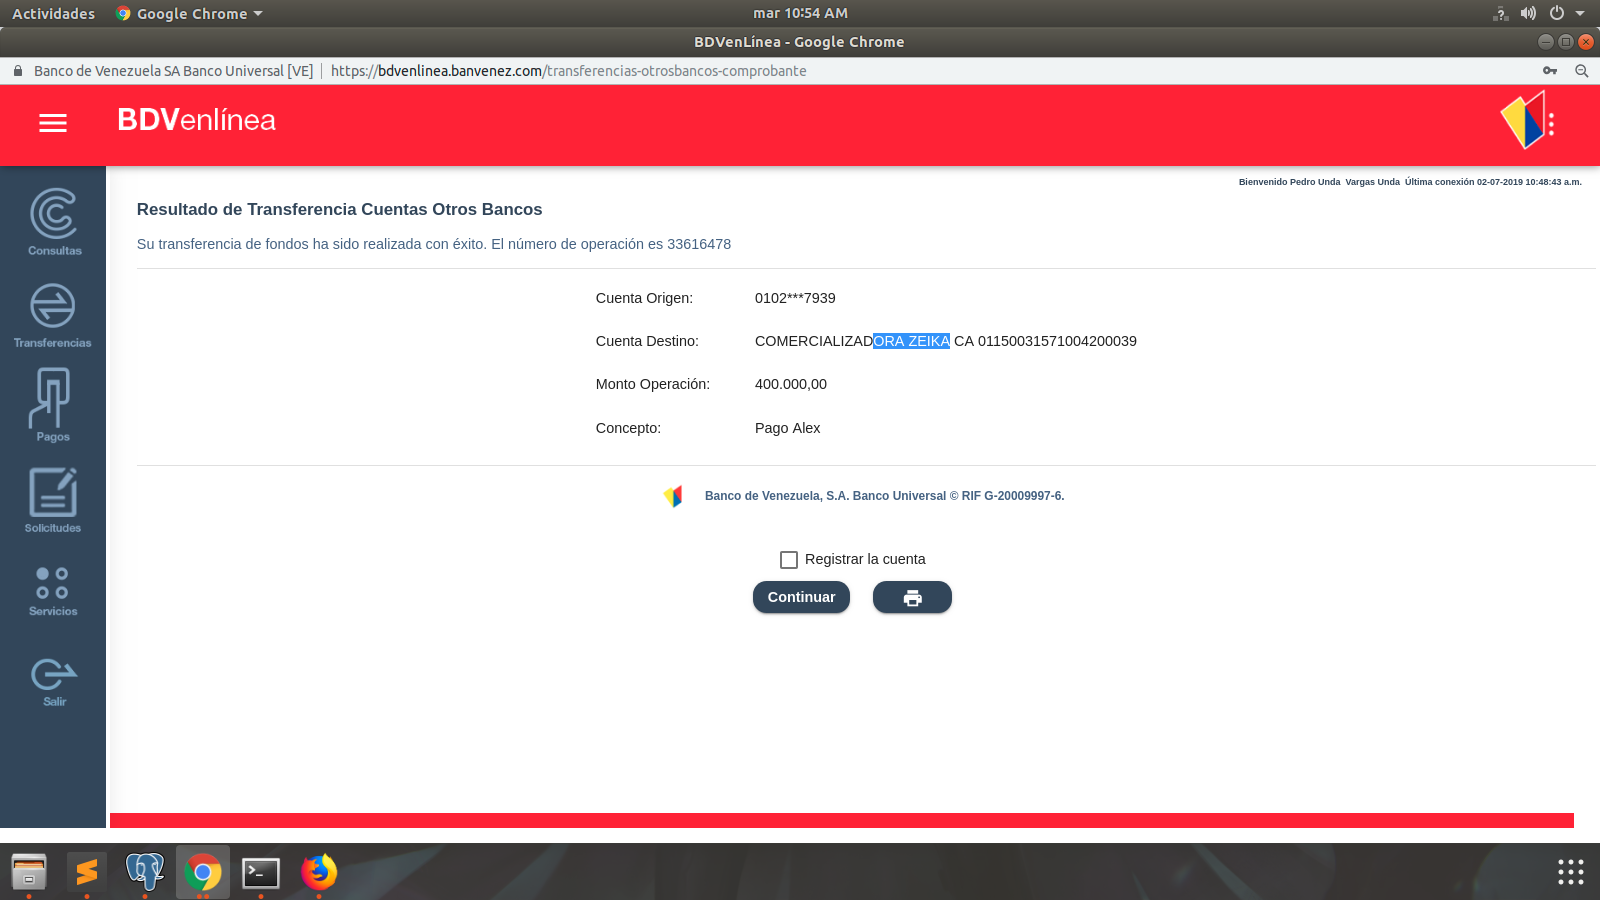 Actividades Google Chrome mar 10:54 AM
BDVenLínea - Google Chrome
Banco de Venezuela SA Banco Universal [VE] https://bdvenlinea.banvenez.com/transferencias-otrosbancos-comprobante
BDVenlínea
Bienvenido Pedro Unda Vargas Unda Última conexión 02-07-2019 10:48:43 a.m.
Resultado de Transferencia Cuentas Otros Bancos
Su transferencia de fondos ha sido realizada con éxito. El número de operación es 33616478
Consultas
Transferencias
Pagos
Solicitudes
Servicios
Salir
Cuenta Origen: 0102***7939
Cuenta Destino: COMERCIALIZADORA ZEIKA CA 01150031571004200039
Monto Operación: 400.000,00
Concepto: Pago Alex
Banco de Venezuela, S.A. Banco Universal © RIF G-20009997-6.
Registrar la cuenta
Continuar